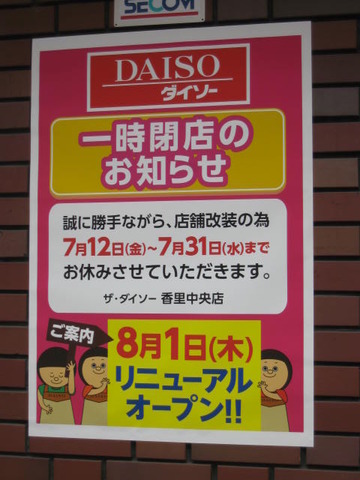 SECOM
DAISO
ダイソー
一時閉店の
お知らせ
誠に勝手ながら、店舗改装の為
7月12日(金)~7月31日(水)まで
お休みさせていただきます。
ザ・ダイソー 香里中央店
ご案内
8月1日(木)
リニューアル
オープン!!